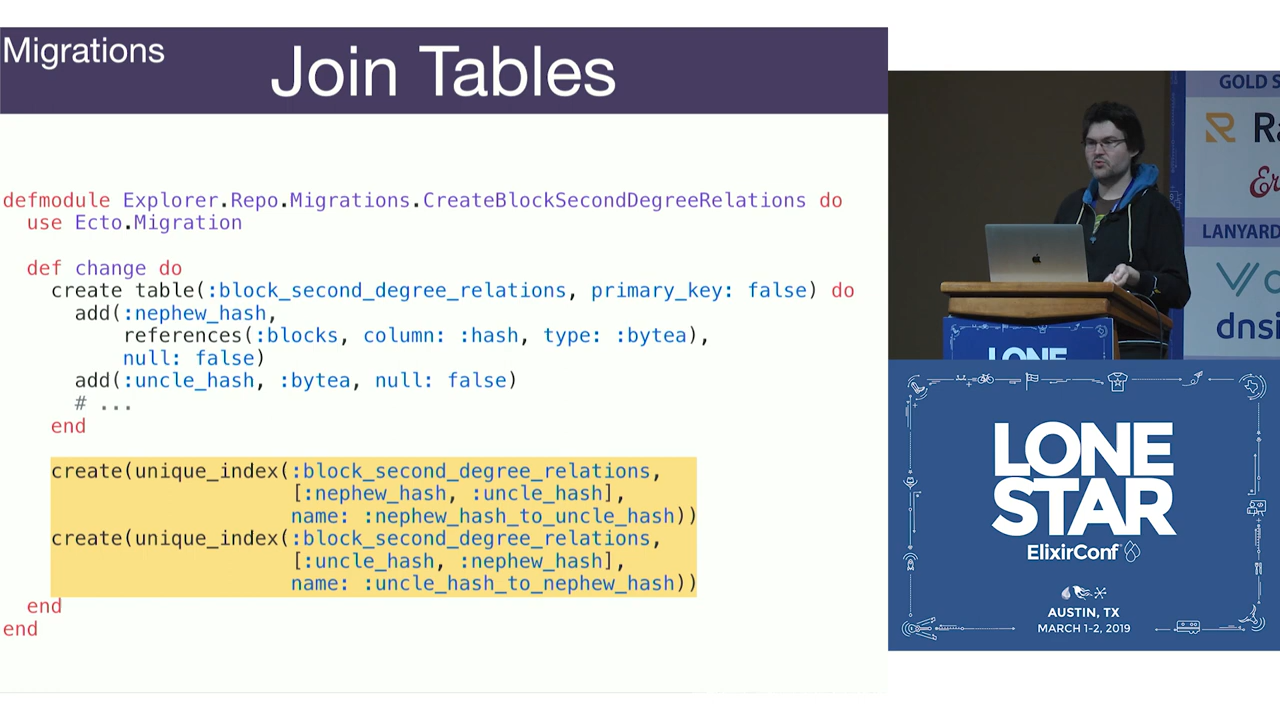 Migrations
Join Tables
defmodule Explorer.Repo.Migrations.CreateBlockSecondDegreeRelations do
  use Ecto.Migration
  def change do
    create table(:block_second_degree_relations, primary_key: false) do
      add(:nephew_hash,
          references(:blocks, column: :hash, type: :bytea),
          null: false)
      add(:uncle_hash, :bytea, null: false)
      # ...
    end
    create(unique_index(:block_second_degree_relations,
                        [:nephew_hash, :uncle_hash],
                        name: :nephew_hash_to_uncle_hash))
    create(unique_index(:block_second_degree_relations,
                        [:uncle_hash, :nephew_hash],
                        name: :uncle_hash_to_nephew_hash))
  end
end
GOLD
LANYARD
dnsi
LONE
LONE
STAR
ElixirConf
AUSTIN, TX
MARCH 1-2, 2019